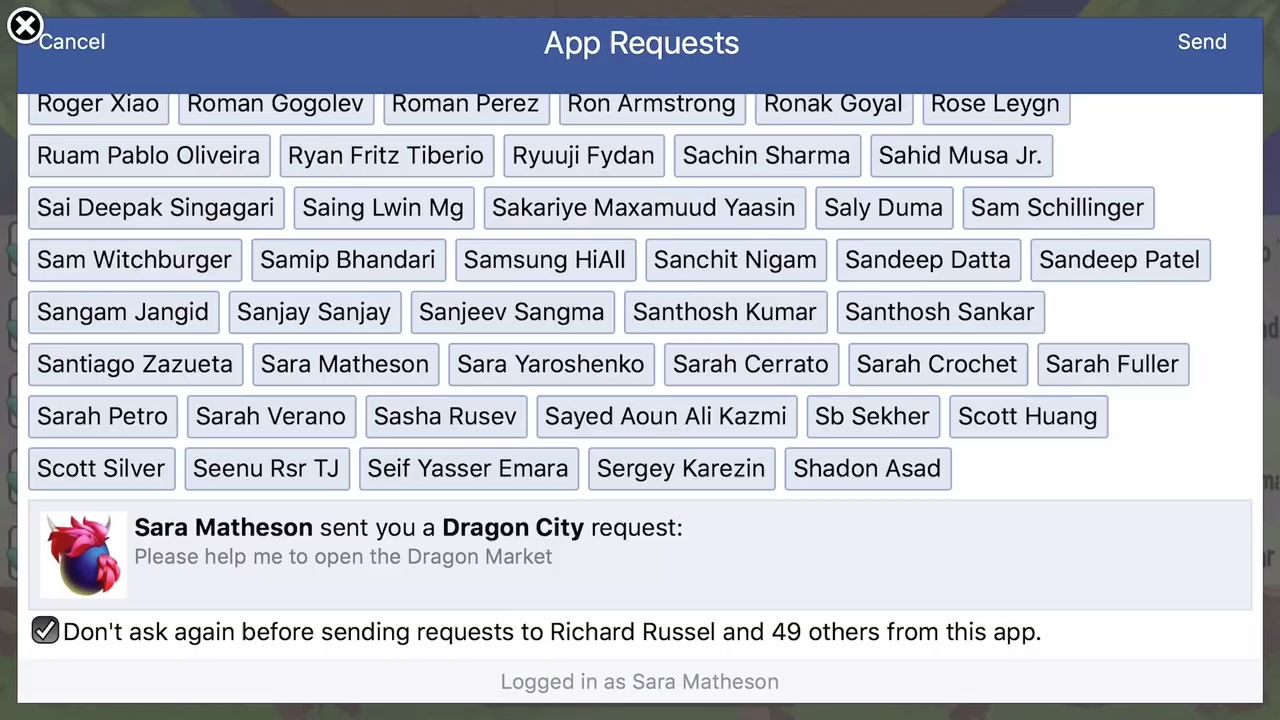 Cancel
App Requests
Send
Roger Xiao Roman Gogolev Roman Perez Ron Armstrong Ronak Goyal Rose Leygn
Ruam Pablo Oliveira Ryan Fritz Tiberio Ryuuji Fydan Sachin Sharma Sahid Musa Jr.
Sai Deepak Singagari Saing Lwin Mg Sakariye Maxamuud Yaasin Saly Duma Sam Schillinger
Sam Witchburger Samip Bhandari Samsung HiAll Sanchit Nigam Sandeep Datta Sandeep Patel
Sangam Jangid Sanjay Sanjay Sanjeev Sangma Santhosh Kumar Santhosh Sankar
Santiago Zazueta Sara Matheson Sara Yaroshenko Sarah Cerrato Sarah Crochet Sarah Fuller
Sarah Petro Sarah Verano Sasha Rusev Sayed Aoun Ali Kazmi Sb Sekher Scott Huang
Scott Silver Seenu Rsr TJ Seif Yasser Emara Sergey Karezin Shadon Asad
Sara Matheson sent you a Dragon City request:
Please help me to open the Dragon Market
Don't ask again before sending requests to Richard Russel and 49 others from this app.
Logged in as Sara Matheson